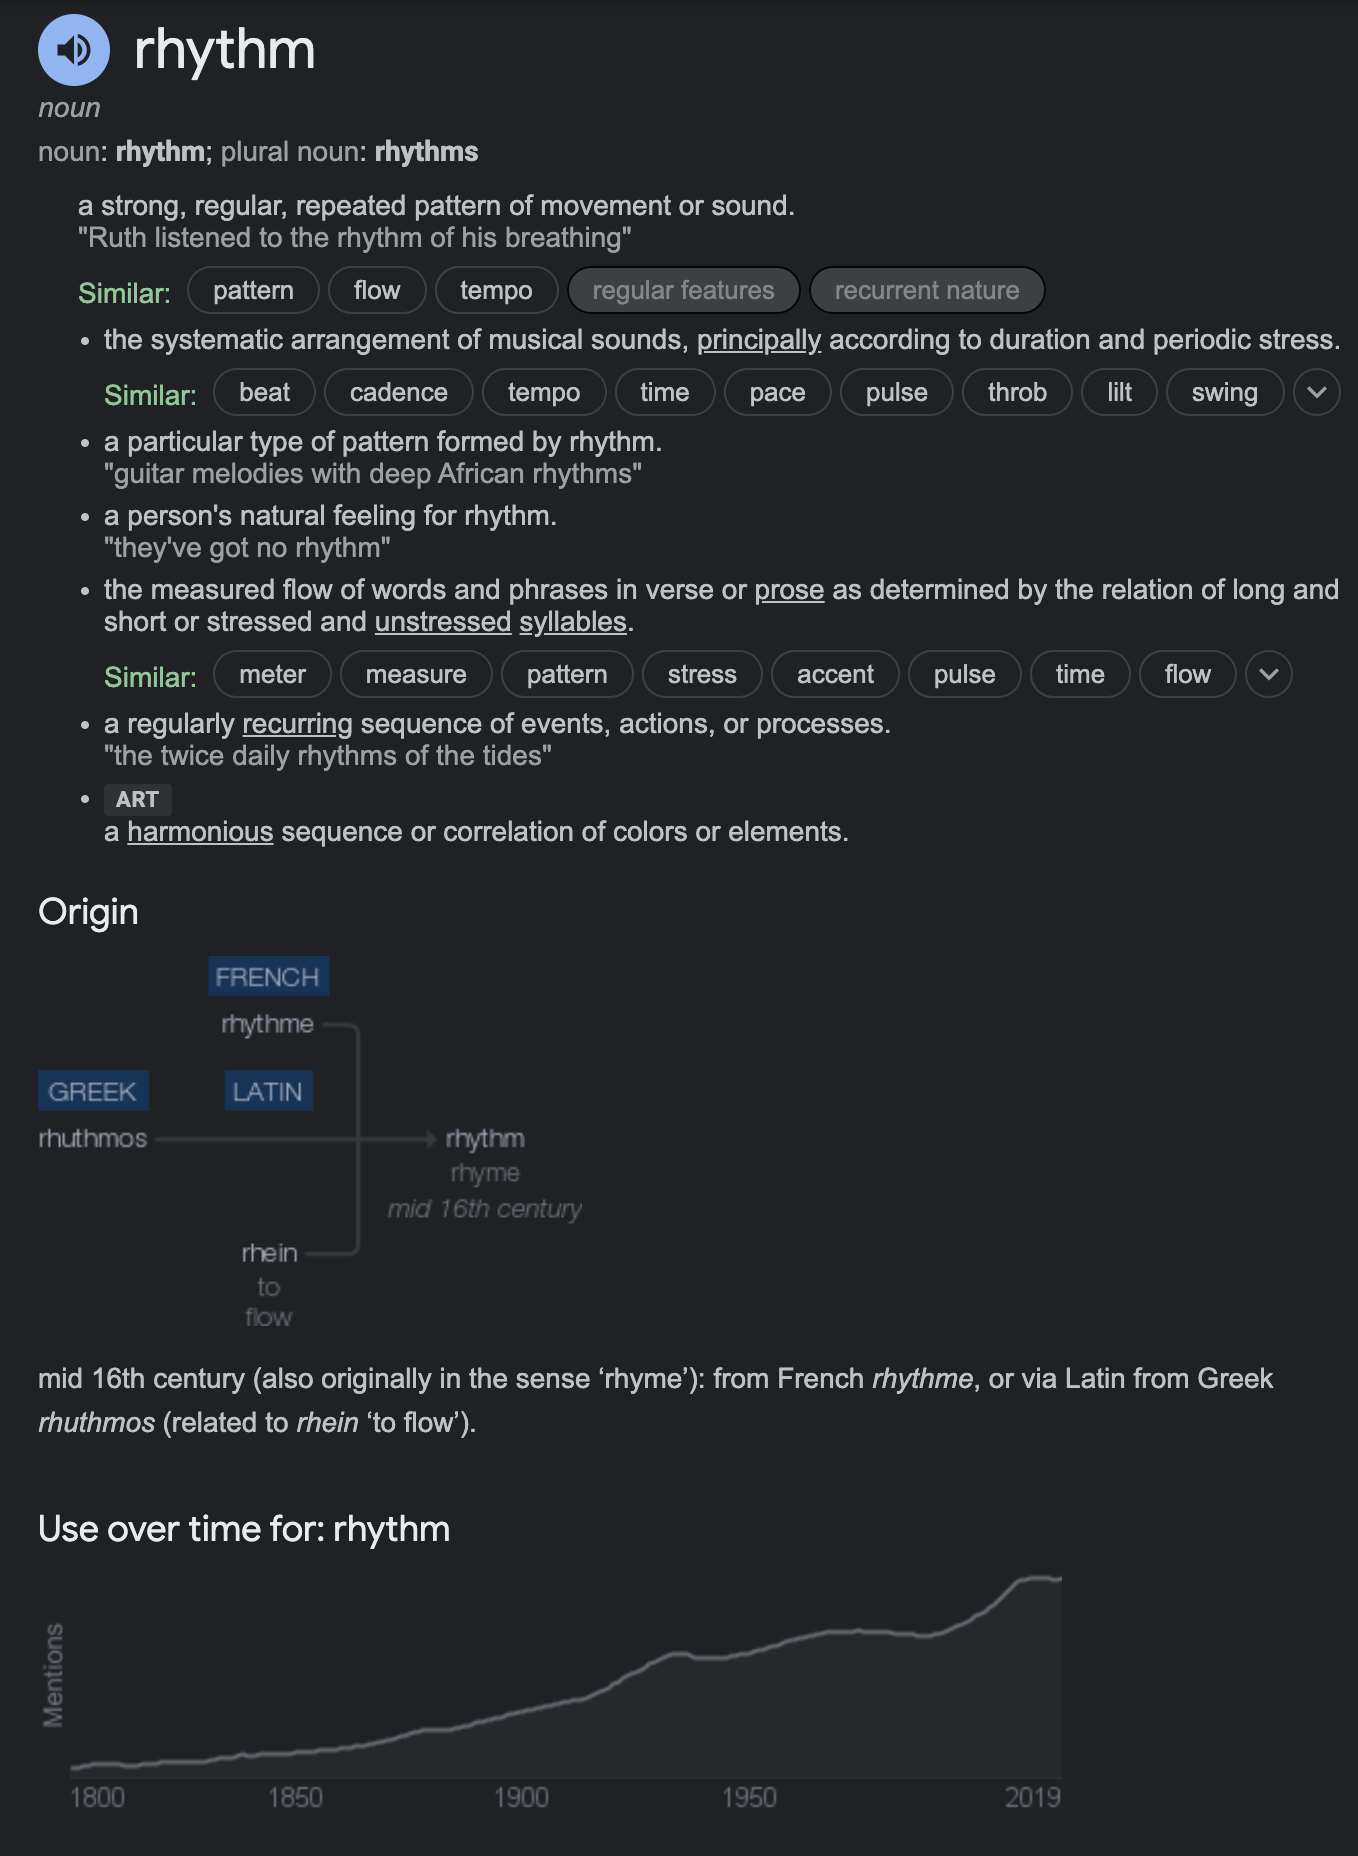 rhythm
noun
noun: rhythm; plural noun: rhythms
a strong, regular, repeated pattern of movement or sound.
"Ruth listened to the rhythm of his breathing"
Similar: pattern flow tempo regular features recurrent nature
• the systematic arrangement of musical sounds, principally according to duration and periodic stress.
Similar: beat cadence tempo time pace pulse throb lilt swing
• a particular type of pattern formed by rhythm.
"guitar melodies with deep African rhythms"
• a person's natural feeling for rhythm.
"they've got no rhythm"
• the measured flow of words and phrases in verse or prose as determined by the relation of long and
short or stressed and unstressed syllables.
Similar: meter measure pattern stress accent pulse time flow
• a regularly recurring sequence of events, actions, or processes.
"the twice daily rhythms of the tides"
• ART
a harmonious sequence or correlation of colors or elements.
Origin
FRENCH
rhythme
GREEK LATIN
rhuthmos rhythm
rhyme
mid 16th century
rhein
to
flow
mid 16th century (also originally in the sense ‘rhyme’): from French rhythme, or via Latin from Greek
rhuthmos (related to rhein ‘to flow’).
Use over time for: rhythm
Mentions
1800 1850 1900 1950 2019